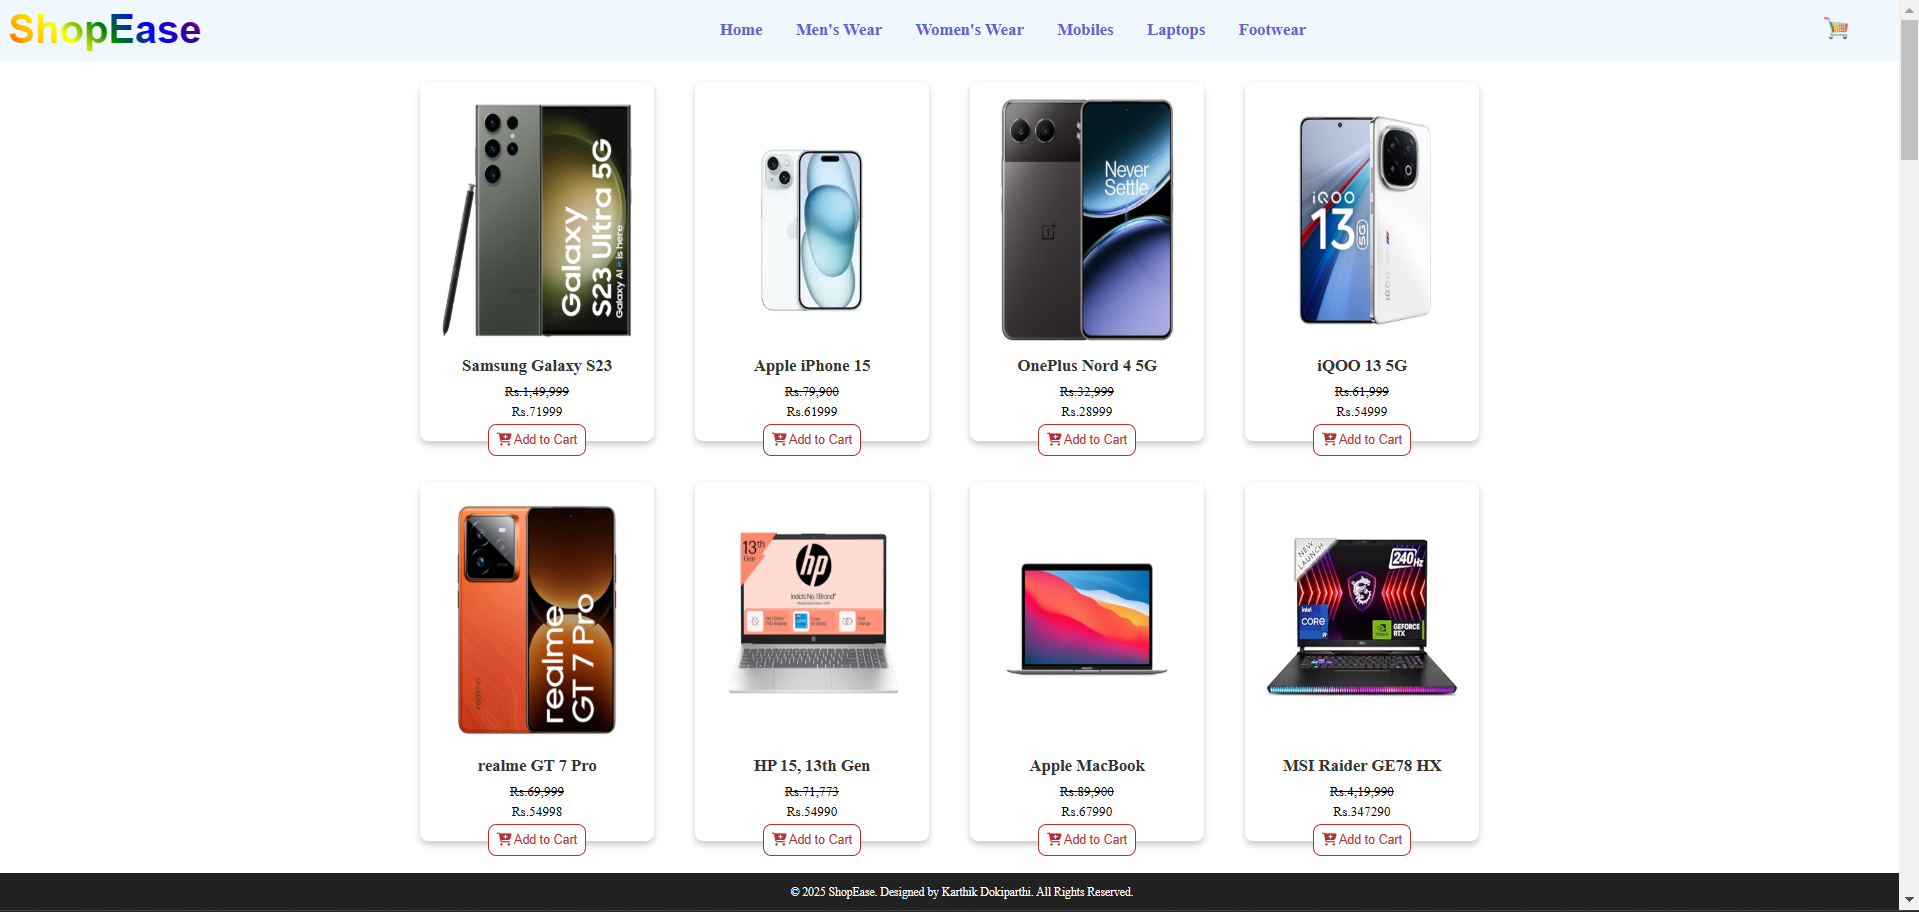 ShopEase
Home Men's Wear Women's Wear Mobiles Laptops Footwear
Galaxy
S23 Ultra 5G
Galaxy AI is here
Never
Settle
iQOO
13 5G
Samsung Galaxy S23
Apple iPhone 15
OnePlus Nord 4 5G
iQOO 13 5G
Rs.1,49,999
Rs.79,900
Rs.32,999
Rs.61,999
Rs.71999
Rs.61999
Rs.28999
Rs.54999
Add to Cart
Add to Cart
Add to Cart
Add to Cart
realme
GT 7 Pro
13th
Gen
hp
India's No.1 Brand*
NEW
LAUNCH
240Hz
intel
CORE
i9
GEFORCE
RTX
realme GT 7 Pro
HP 15, 13th Gen
Apple MacBook
MSI Raider GE78 HX
Rs.69,999
Rs.71,773
Rs.89,900
Rs.4,19,990
Rs.54998
Rs.54990
Rs.67990
Rs.347290
Add to Cart
Add to Cart
Add to Cart
Add to Cart
© 2025 ShopEase. Designed by Karthik Dokiparthi. All Rights Reserved.